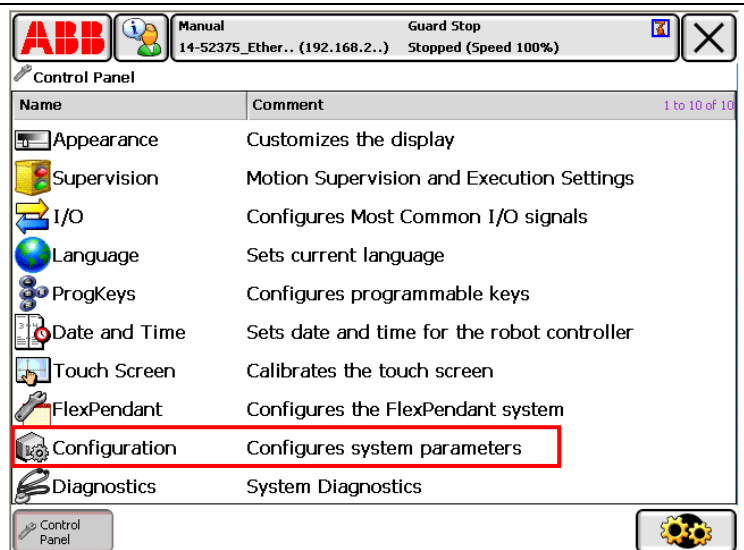 ABB
Manual Guard Stop
14-52375_Ether.. (192.168.2..) Stopped (Speed 100%)
Control Panel
Name Comment 1 to 10 of 10
Appearance Customizes the display
Supervision Motion Supervision and Execution Settings
I/O Configures Most Common I/O signals
Language Sets current language
ProgKeys Configures programmable keys
Date and Time Sets date and time for the robot controller
Touch Screen Calibrates the touch screen
FlexPendant Configures the FlexPendant system
Configuration Configures system parameters
Diagnostics System Diagnostics
Control
Panel